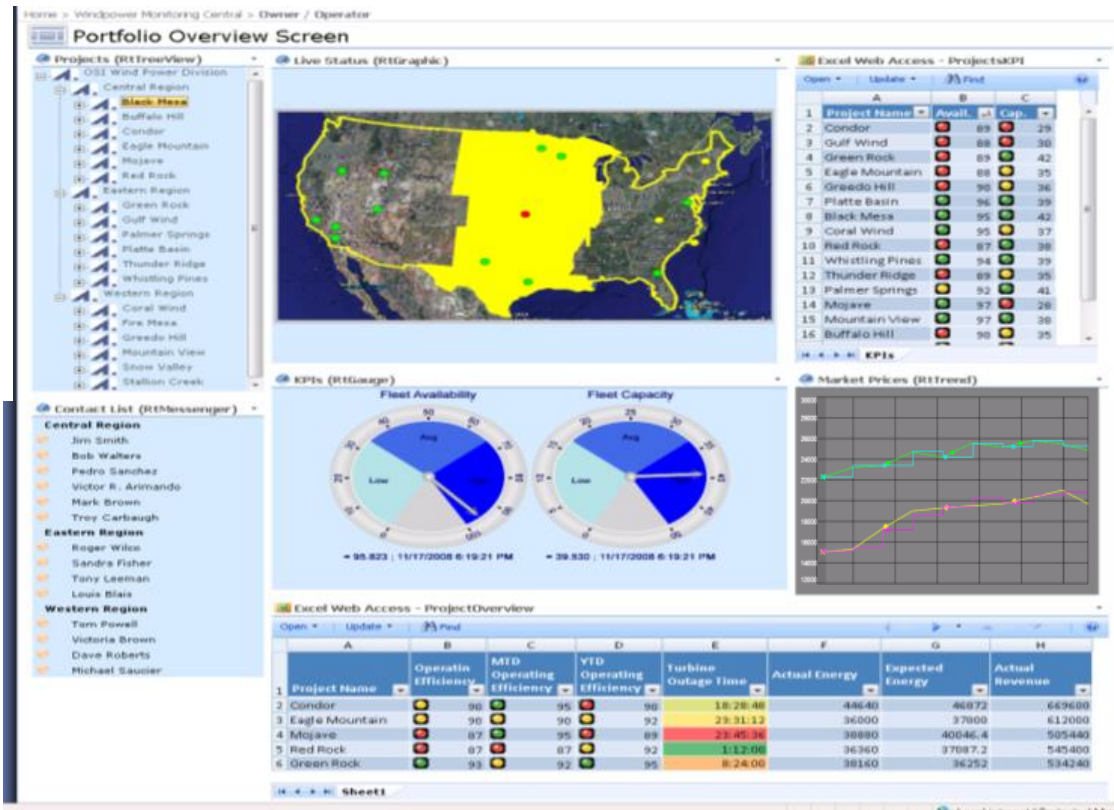 Home > Windpower Monitoring Central > Owner / Operator
Portfolio Overview Screen
Projects (RtTreeView)
OSI Wind Power Division
Central Region
Black Mesa
Buffalo Hill
Condor
Eagle Mountain
Mojave
Red Rock
Eastern Region
Green Rock
Gulf Wind
Palmer Springs
Platte Basin
Thunder Ridge
Whistling Pines
Western Region
Coral Wind
Fire Mesa
Greedo Hill
Mountain View
Snow Valley
Stallion Creek
Contact List (RtMessenger)
Central Region
Jim Smith
Bob Walters
Pedro Sanchez
Victor R. Arimando
Mark Brown
Troy Carbaugh
Eastern Region
Roger Wilco
Sandra Fisher
Tony Leeman
Louis Blais
Western Region
Tom Powell
Victoria Brown
Dave Roberts
Michael Saucier
Live Status (RtGraphic)
Excel Web Access - ProjectsKPI
Open Update Find
A B C
1 Project Name Avail. Cap.
2 Condor 89 29
3 Gulf Wind 88 30
4 Green Rock 89 42
5 Eagle Mountain 88 35
6 Greedo Hill 90 36
7 Platte Basin 96 39
8 Black Mesa 95 42
9 Coral Wind 95 37
10 Red Rock 87 38
11 Whistling Pines 94 39
12 Thunder Ridge 89 35
13 Palmer Springs 92 41
14 Mojave 97 28
15 Mountain View 97 38
16 Buffalo Hill 90 35
KPIs
KPIs (RtGauge)
Fleet Availability
Avg
Low
= 95.823 ; 11/17/2008 6:19:21 PM
Fleet Capacity
Avg
Low
= 39.530 ; 11/17/2008 6:19:21 PM
Market Prices (RtTrend)
30000
28000
26000
24000
22000
20000
18000
16000
14000
12000
Excel Web Access - ProjectOverview
Open Update Find
A B C D E F G H
1 Project Name Operatin Efficiency MTD Operating Efficiency YTD Operating Efficiency Turbine Outage Time Actual Energy Expected Energy Actual Revenue
2 Condor 90 95 90 18:28:48 44640 46872 669600
3 Eagle Mountain 90 90 92 23:31:12 36000 37800 612000
4 Mojave 87 95 89 23:45:36 38880 40046.4 505440
5 Red Rock 87 87 92 1:12:00 36360 37087.2 545400
6 Green Rock 93 92 95 8:24:00 38160 36252 534240
Sheet1